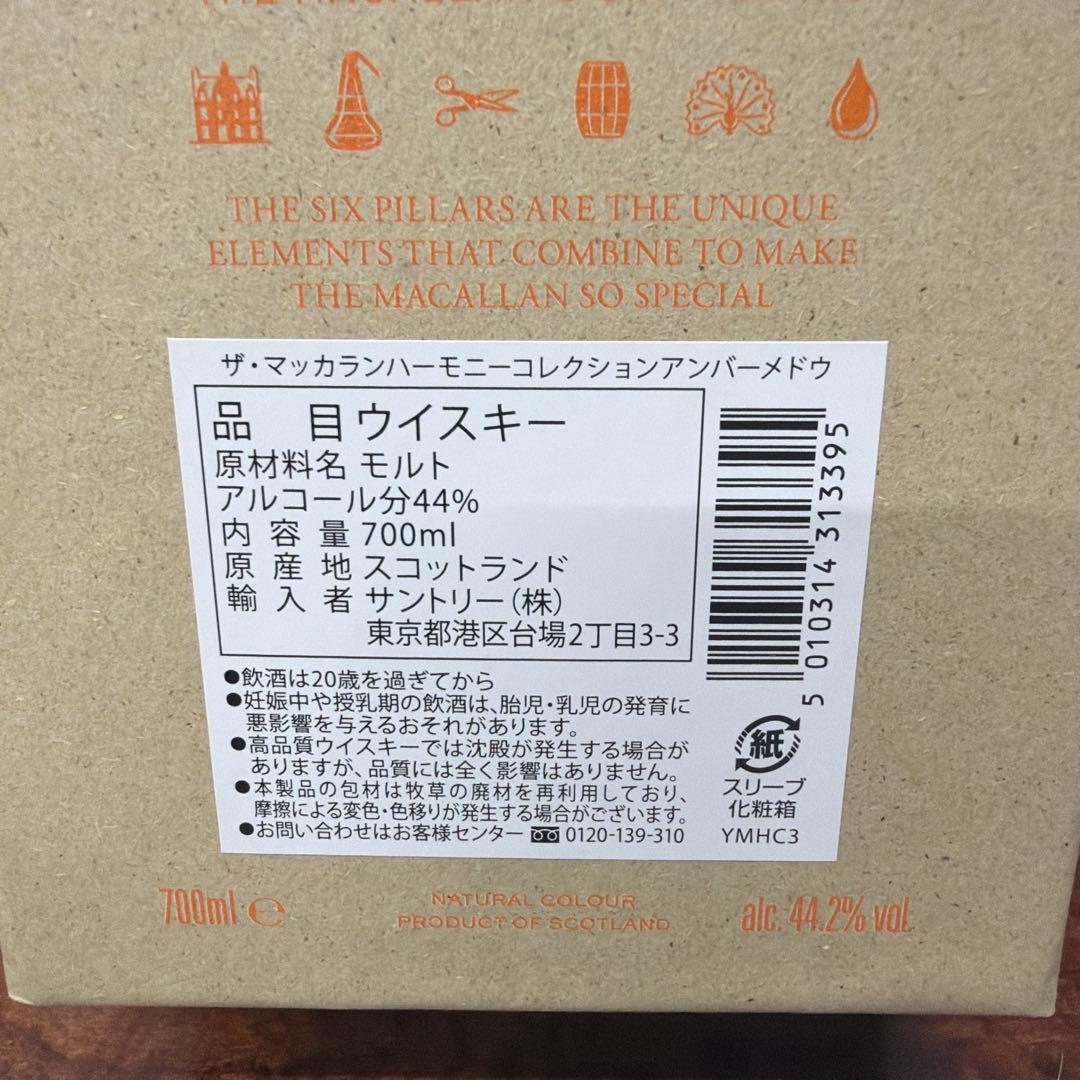 THE SIX PILLARS ARE THE UNIQUE
ELEMENTS THAT COMBINE TO MAKE
THE MACALLAN SO SPECIAL
ザ・マッカランハーモニーコレクションアンバーメドウ
品 目 ウイスキー
原材料名 モルト
アルコール分44%
内容量 700ml
原産地 スコットランド
輸入者 サントリー(株)
東京都港区台場2丁目3-3
●飲酒は20歳を過ぎてから
●妊娠中や授乳期の飲酒は、胎児・乳児の発育に
悪影響を与えるおそれがあります。
●高品質ウイスキーでは沈殿が発生する場合が
ありますが、品質には全く影響はありません。
●本製品の包材は牧草の廃材を再利用しており、
摩擦による変色・色移りが発生する場合がございます。
●お問い合わせはお客様センター 0120-139-310
5 010314 313395
紙
スリーブ
化粧箱
YMHC3
700ml e
NATURAL COLOUR
PRODUCT OF SCOTLAND
alc. 44.2% vol.